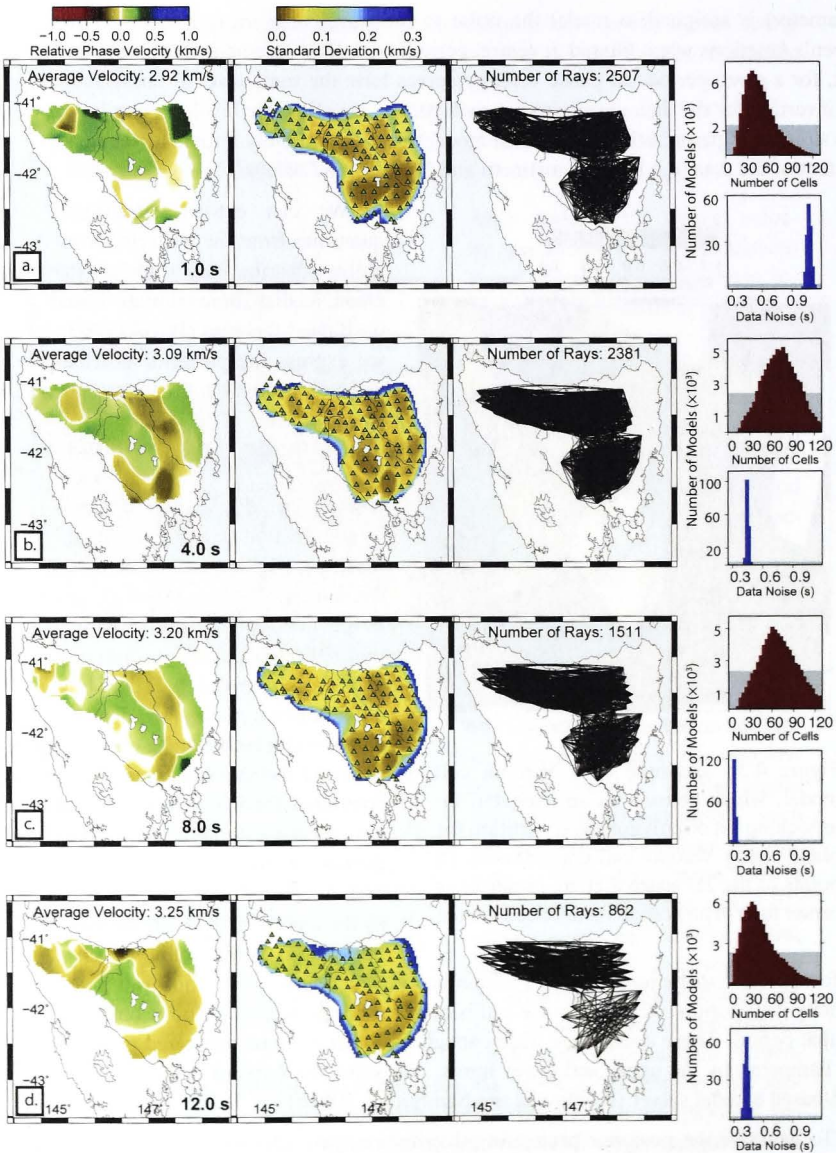 −1.0 −0.5 0.0 0.5 1.0
Relative Phase Velocity (km/s)
0.0 0.1 0.2 0.3
Standard Deviation (km/s)
Average Velocity: 2.92 km/s
Number of Rays: 2507
−41°
−42°
−43°
a.
1.0 s
Number of Models (×10³)
6
2
0 30 60 90 120
Number of Cells
60
30
0.3 0.6 0.9
Data Noise (s)
Average Velocity: 3.09 km/s
Number of Rays: 2381
−41°
−42°
−43°
b.
4.0 s
Number of Models (×10³)
5
3
1
0 30 60 90 120
Number of Cells
100
60
20
0.3 0.6 0.9
Data Noise (s)
Average Velocity: 3.20 km/s
Number of Rays: 1511
−41°
−42°
−43°
c.
8.0 s
Number of Models (×10³)
5
3
1
0 30 60 90 120
Number of Cells
120
60
0.3 0.6 0.9
Data Noise (s)
Average Velocity: 3.25 km/s
Number of Rays: 862
−41°
−42°
−43°
d.
145° 147°
12.0 s
145° 147°
145° 147°
Number of Models (×10³)
6
3
0 30 60 90 120
Number of Cells
60
30
0.3 0.6 0.9
Data Noise (s)